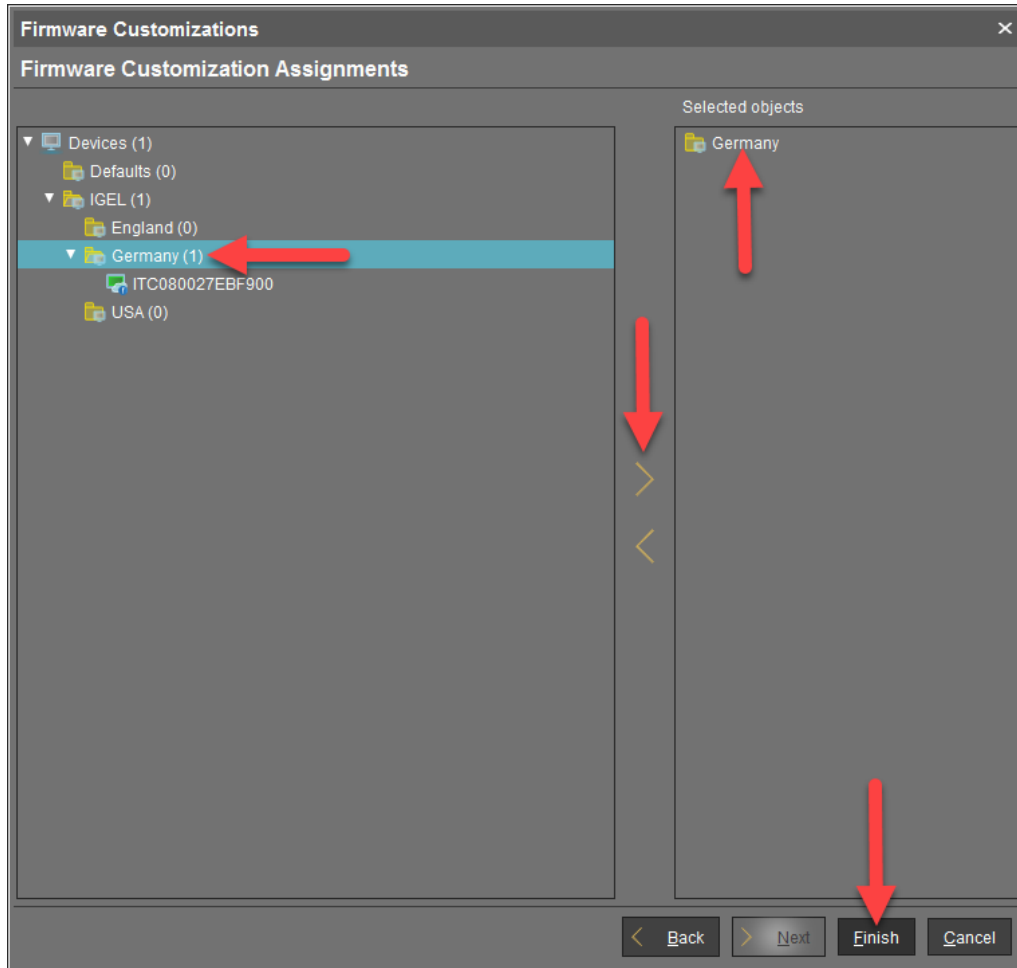 Firmware Customizations
Firmware Customization Assignments
Selected objects
Devices (1)
Defaults (0)
IGEL (1)
England (0)
Germany (1)
ITC080027EBF900
USA (0)
Germany
Back
Next
Finish
Cancel